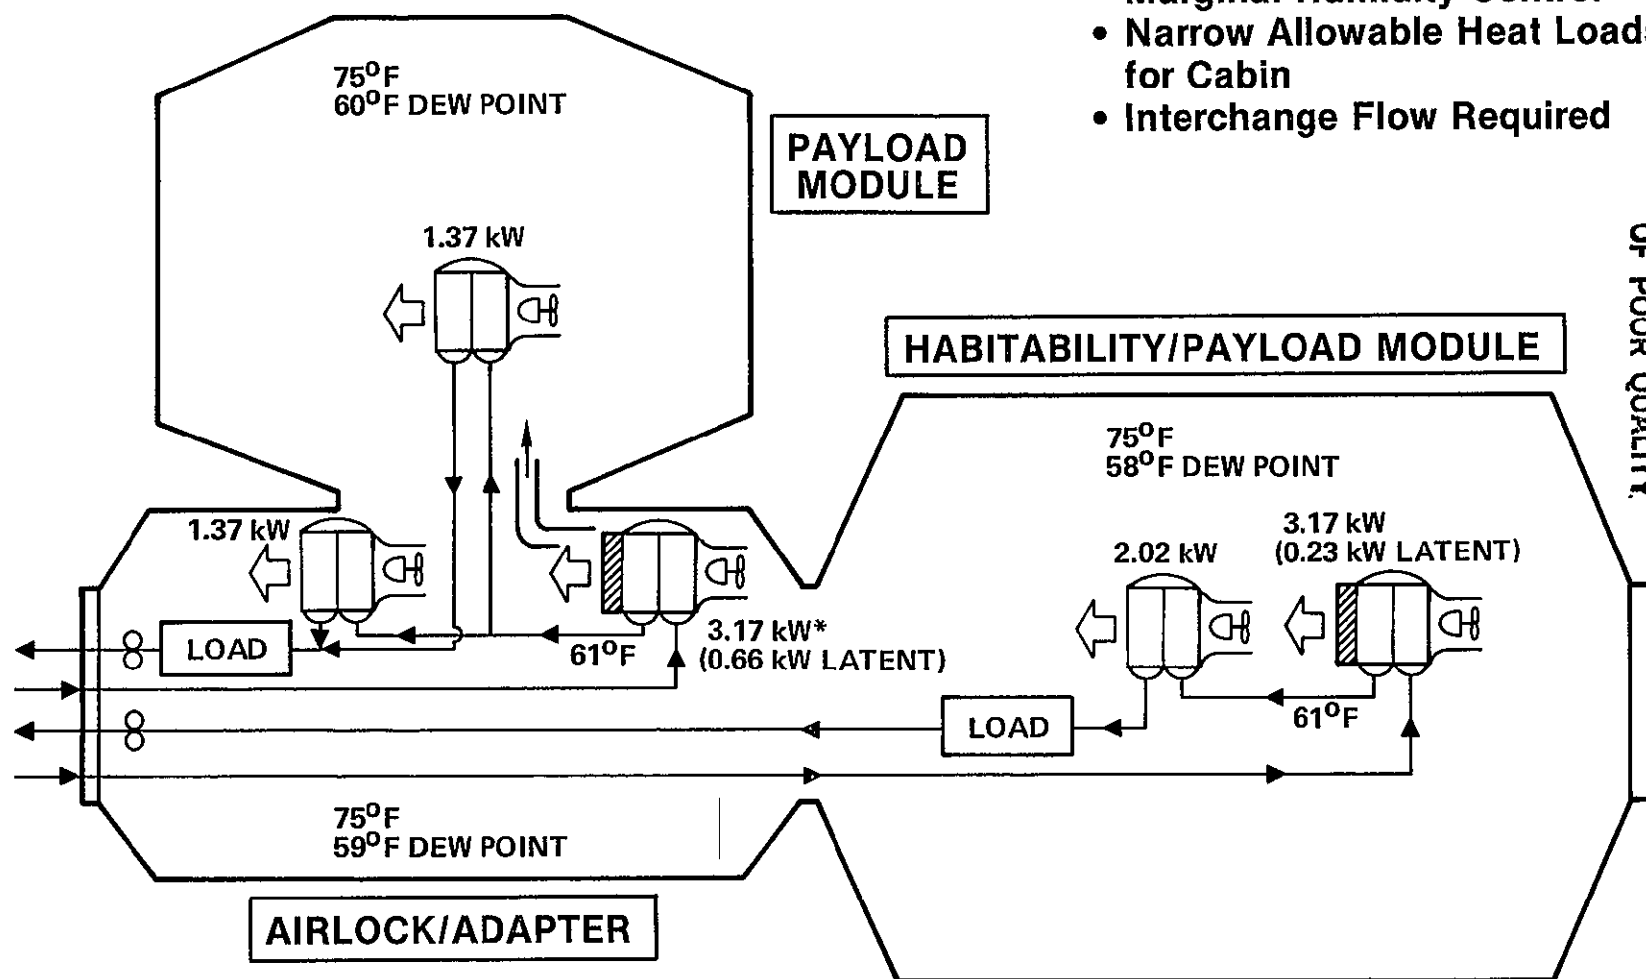 Marginal Humidity Control
• Narrow Allowable Heat Loads
for Cabin
• Interchange Flow Required
75°F
60°F DEW POINT
PAYLOAD
MODULE
1.37 kW
OF POOR QUALITY
HABITABILITY/PAYLOAD MODULE
75°F
58°F DEW POINT
1.37 kW
3.17 kW*
(0.66 kW LATENT)
61°F
LOAD
2.02 kW
3.17 kW
(0.23 kW LATENT)
61°F
LOAD
75°F
59°F DEW POINT
AIRLOCK/ADAPTER